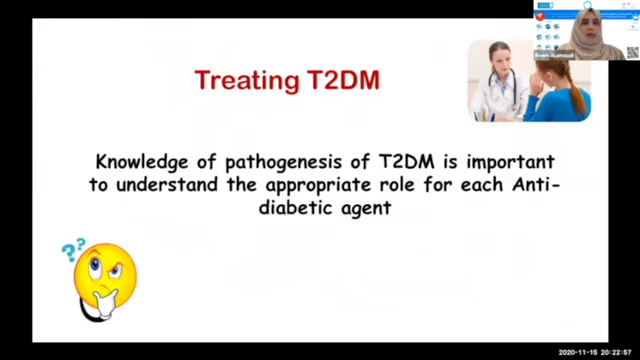 Treating T2DM
Knowledge of pathogenesis of T2DM is important
to understand the appropriate role for each Anti-
diabetic agent
??
2020-11-15 20:22:57